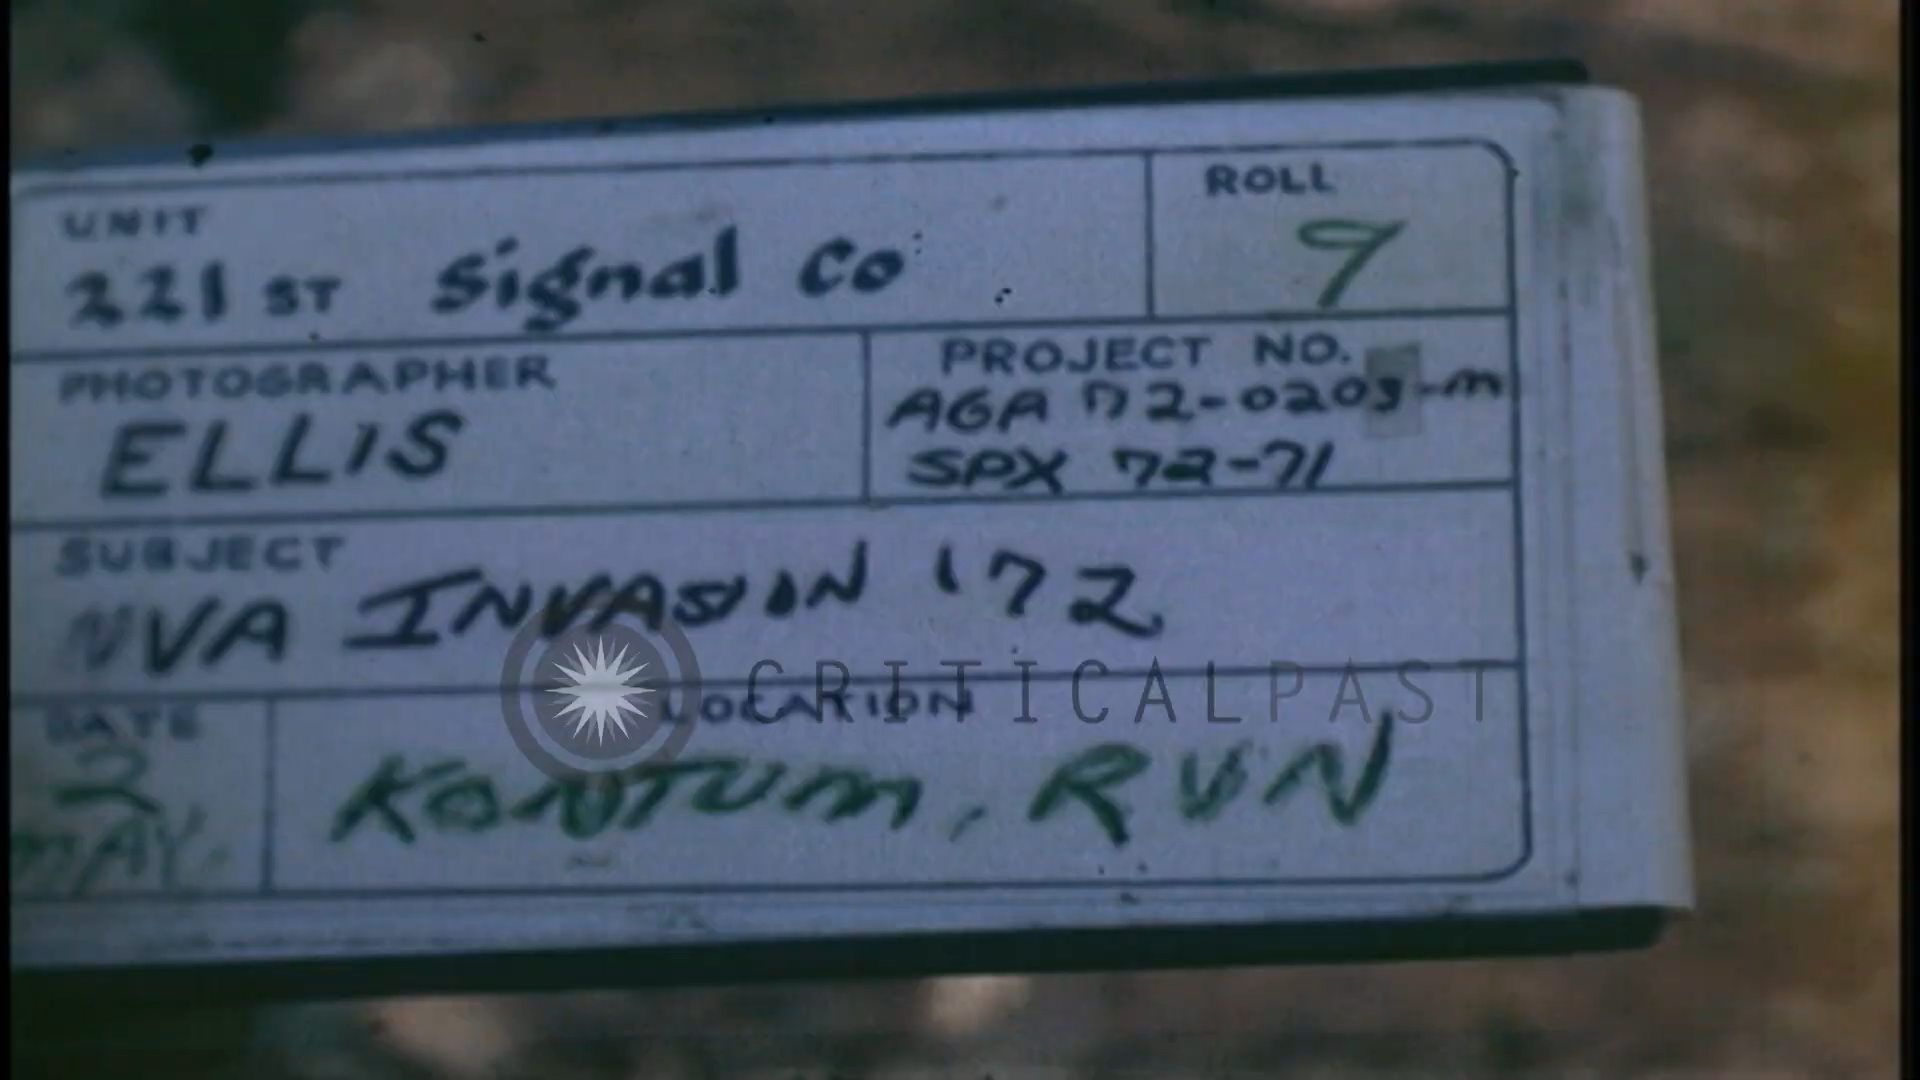 UNIT
221 ST Signal Co
ROLL
9
PHOTOGRAPHER
ELLIS
PROJECT NO.
AGA 72-0203-M
SPX 72-71
SUBJECT
NVA INVASION '72
DATE
2
MAY.
LOCATION
KONTUM, RVN
CRITICALPAST